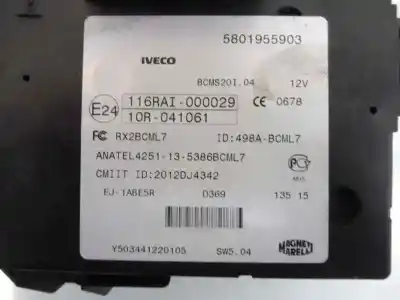 5801955903
IVECO
BCMS20I.04 12V
E24 116RAI-000029 CE 0678
10R-041061
FC RX2BCML7 ID:498A-BCML7
ANATEL4251-13-5386BCML7
CMIIT ID:2012DJ4342
EJ-1ABE5R D369 135 15
Y503441220105 SW5.04 MAGNETI MARELLI